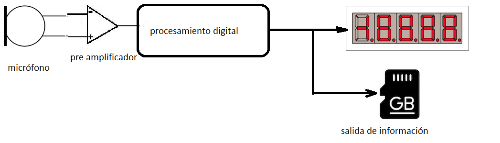 micrófono
-
+
pre amplificador
procesamiento digital
GB
salida de información